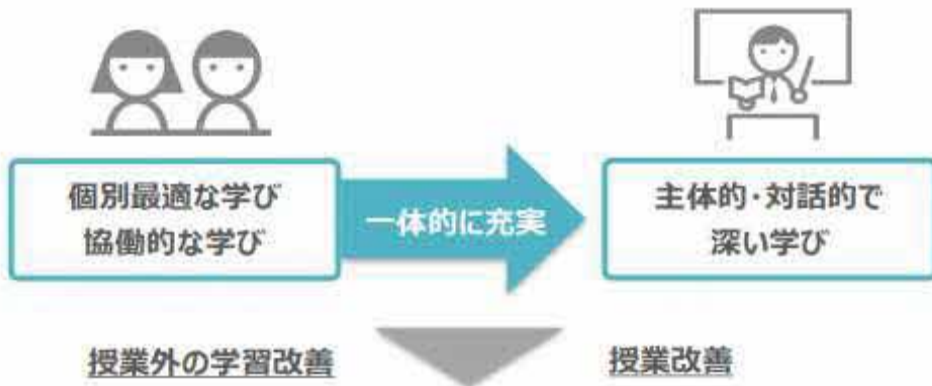 個別最適な学び
協働的な学び
一体的に充実
主体的・対話的で
深い学び
授業外の学習改善
授業改善